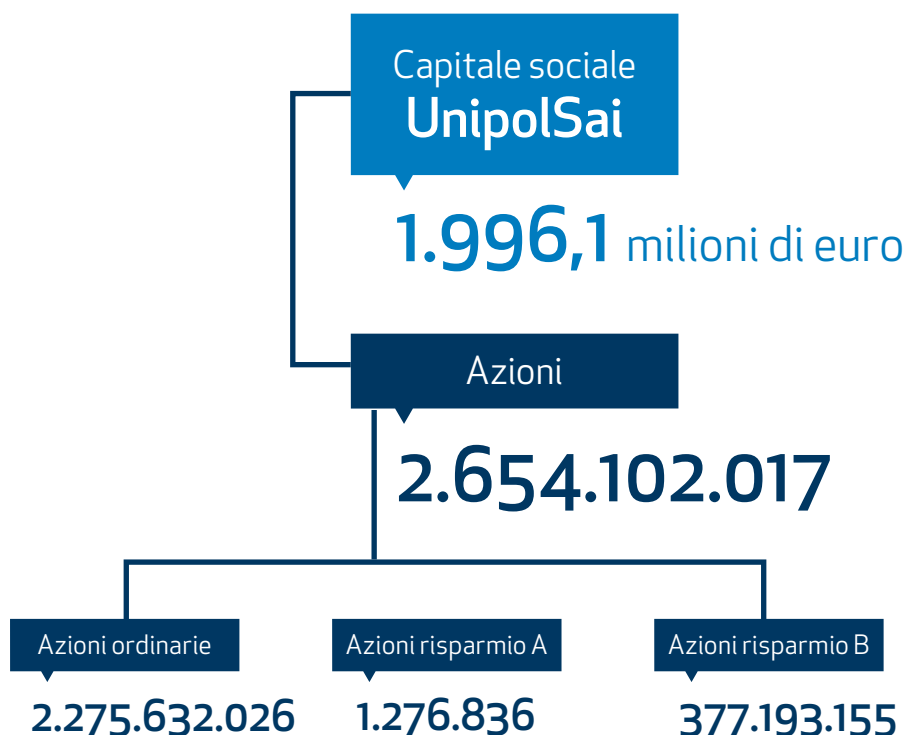 Capitale sociale
UnipolSai
1.996,1 milioni di euro
Azioni
2.654.102.017
Azioni ordinarie
2.275.632.026
Azioni risparmio A
1.276.836
Azioni risparmio B
377.193.155